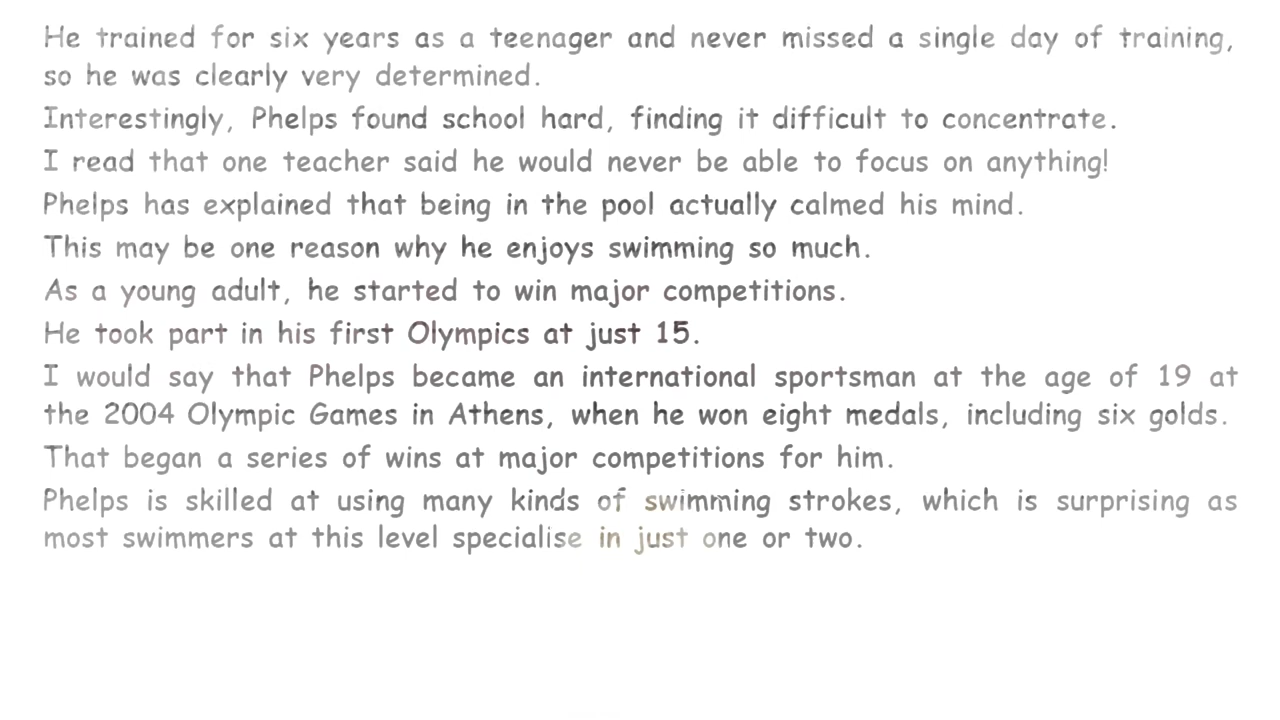 He trained for six years as a teenager and never missed a single day of training,
so he was clearly very determined.
Interestingly, Phelps found school hard, finding it difficult to concentrate.
I read that one teacher said he would never be able to focus on anything!
Phelps has explained that being in the pool actually calmed his mind.
This may be one reason why he enjoys swimming so much.
As a young adult, he started to win major competitions.
He took part in his first Olympics at just 15.
I would say that Phelps became an international sportsman at the age of 19 at
the 2004 Olympic Games in Athens, when he won eight medals, including six golds.
That began a series of wins at major competitions for him.
Phelps is skilled at using many kinds of swimming strokes, which is surprising as
most swimmers at this level specialise in just one or two.